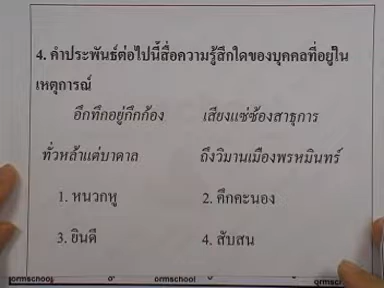 4. คำประพันธ์ต่อไปนี้สื่อความรู้สึกใดของบุคคลที่อยู่ใน
เหตุการณ์
อึกทึกอยู่กึกก้อง เสียงแซ่ซ้องสาธุการ
ทั่วหล้าแต่บาดาล ถึงวิมานเมืองพรหมินทร์
1. หนวกหู 2. คึกคะนอง
3. ยินดี 4. สับสน
ormschool ormschool qrmsc